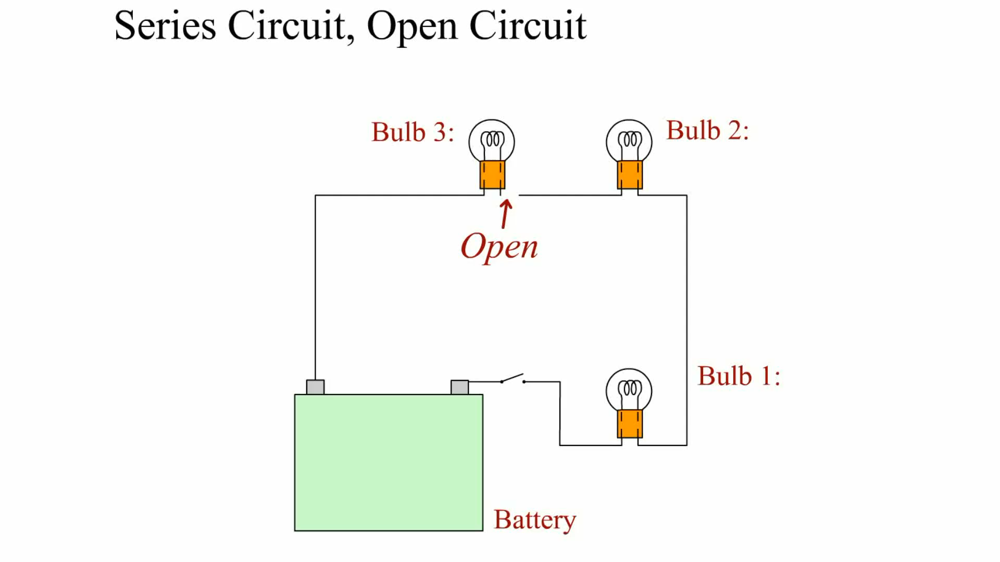 Series Circuit, Open Circuit
Bulb 3:
Bulb 2:
Open
Bulb 1:
Battery